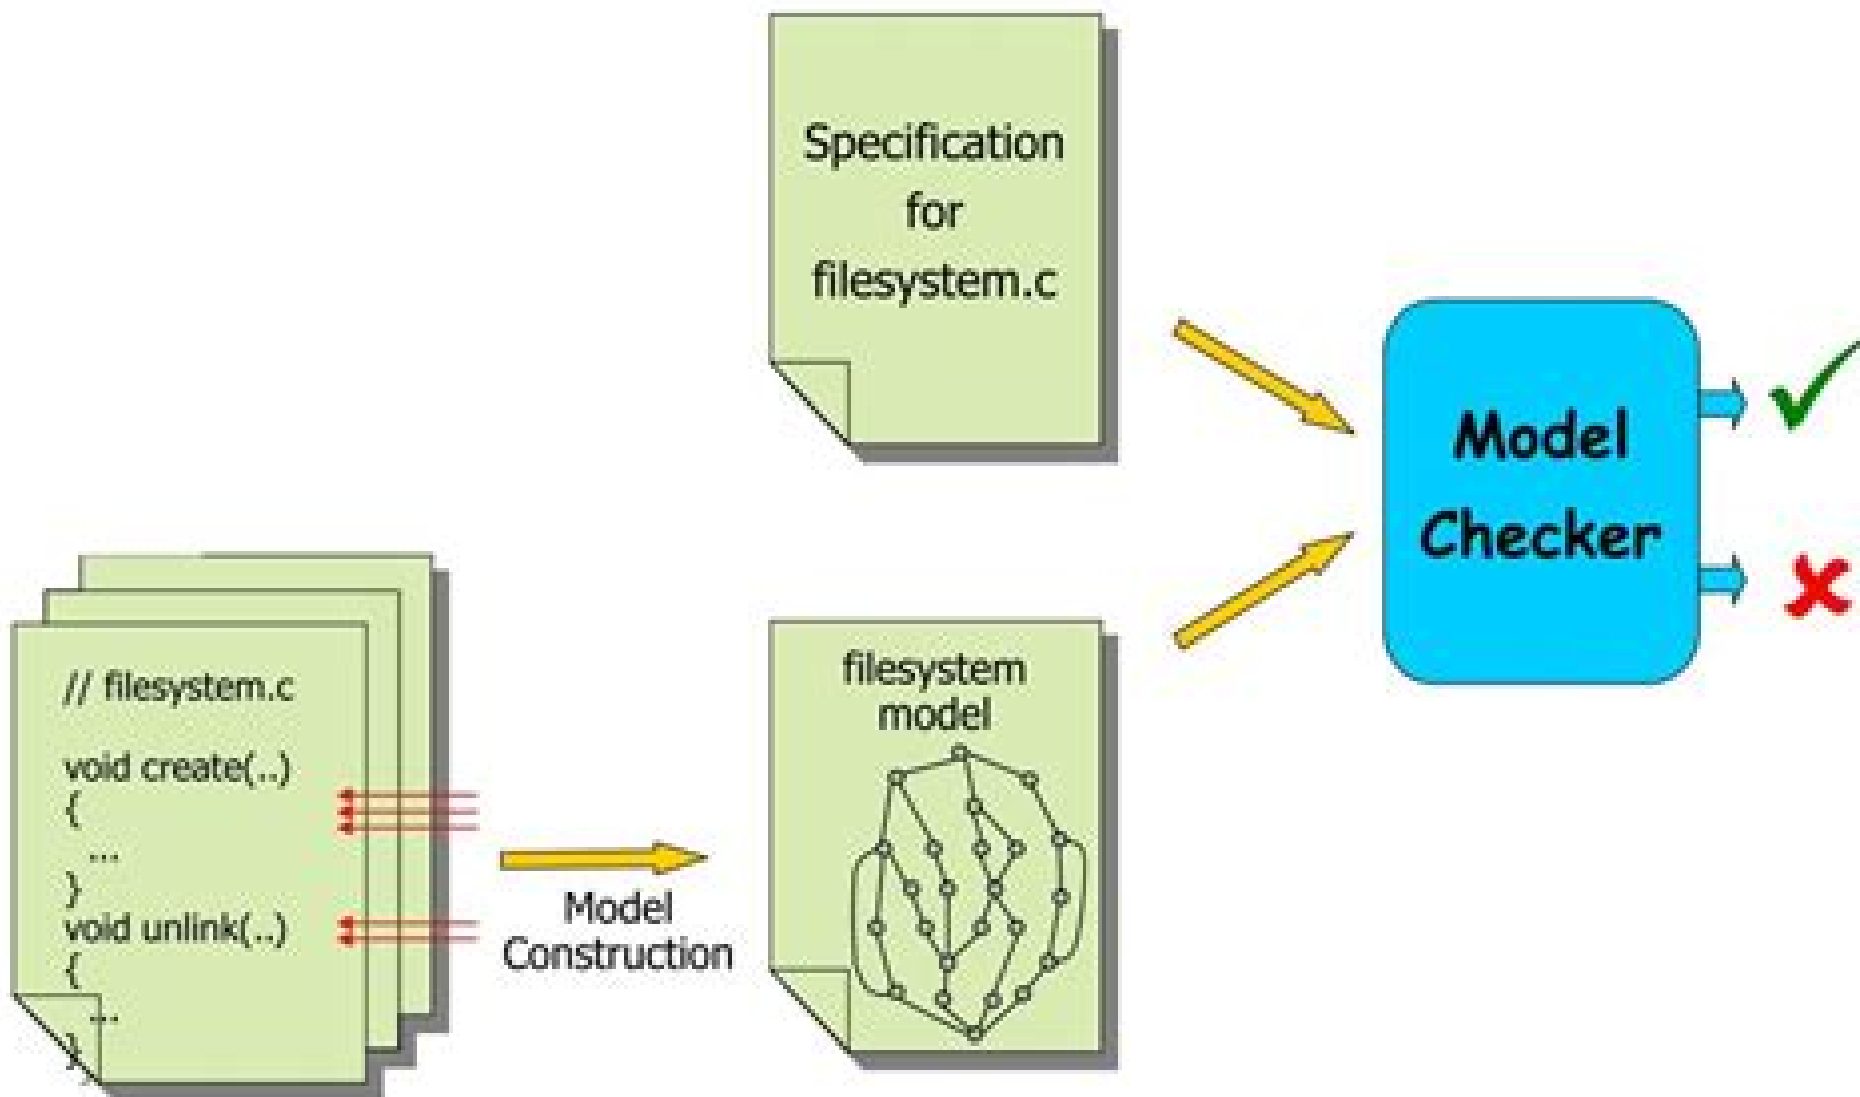 Specification
for
filesystem.c
Model
Checker
// filesystem.c
void create(..)
{
...
}
void unlink(..)
{
...
}
Model
Construction
filesystem
model